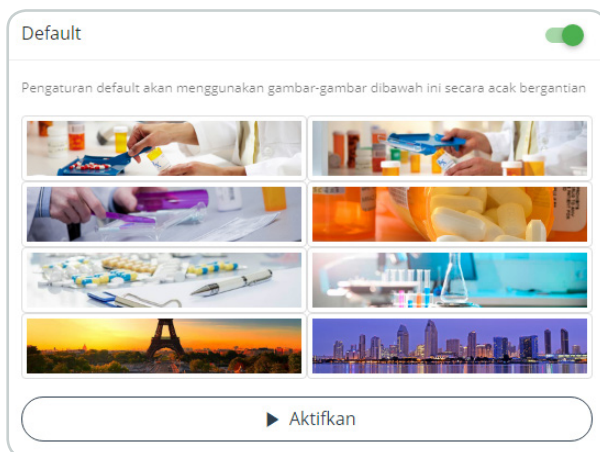 Default
Pengaturan default akan menggunakan gambar-gambar dibawah ini secara acak bergantian
Aktifkan